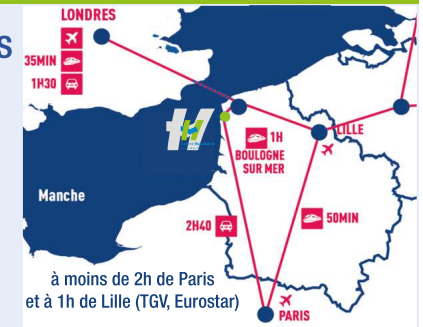 LONDRES
S
35MIN
1H30
1H
BOULOGNE
SUR MER
LILLE
Manche
2H40
50MIN
à moins de 2h de Paris
et à 1h de Lille (TGV, Eurostar)
PARIS